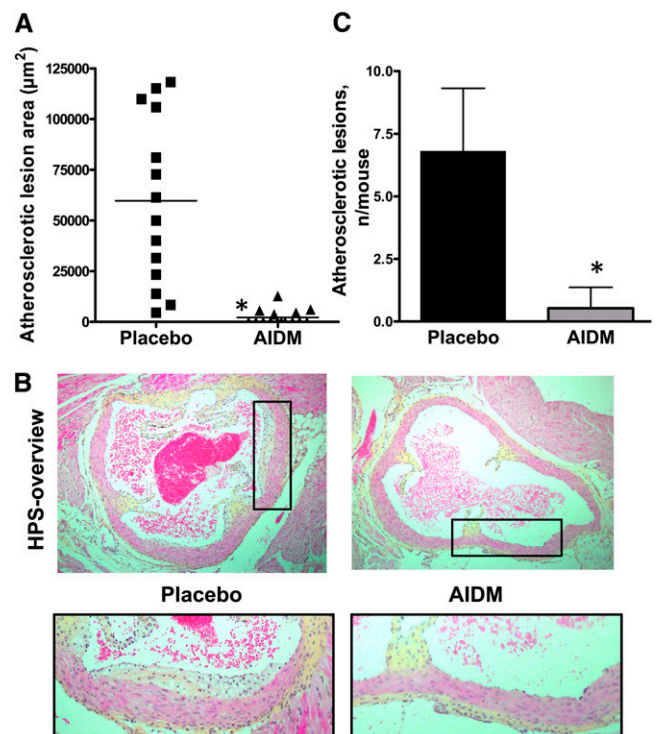 A
Atherosclerotic lesion area (µm²)
125000
100000
75000
50000
25000
0
*
Placebo
AIDM
C
Atherosclerotic lesions,
n/mouse
10.0
7.5
5.0
2.5
0.0
*
Placebo
AIDM
B
HPS-overview
Placebo
AIDM